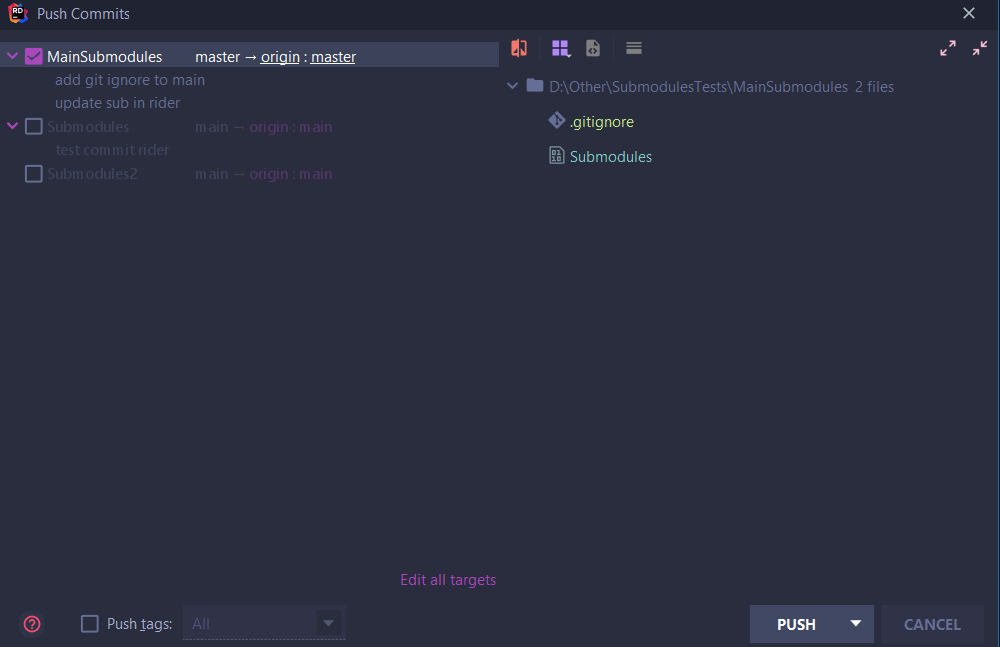 Push Commits
MainSubmodules master → origin : master
add git ignore to main
update sub in rider
Submodules main → origin : main
test commit rider
Submodules2 main → origin : main
D:\Other\SubmodulesTests\MainSubmodules 2 files
.gitignore
Submodules
Edit all targets
Push tags: All
PUSH
CANCEL